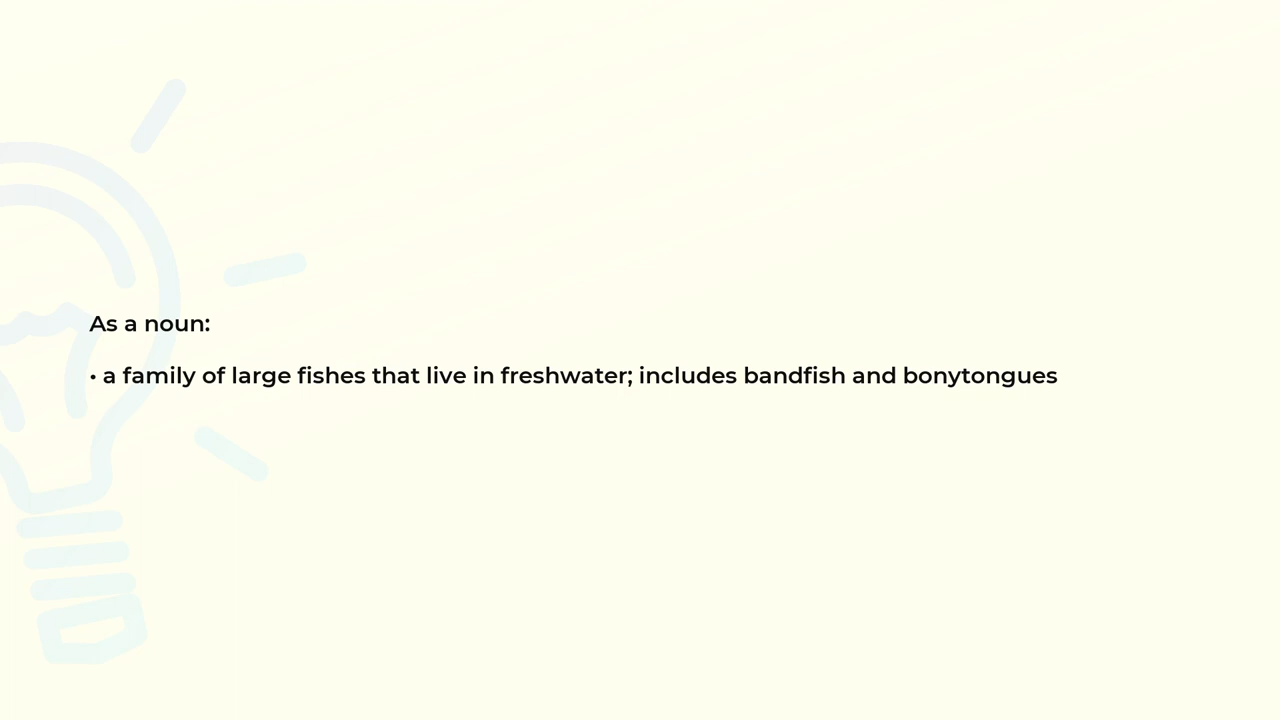 As a noun:
• a family of large fishes that live in freshwater; includes bandfish and bonytongues